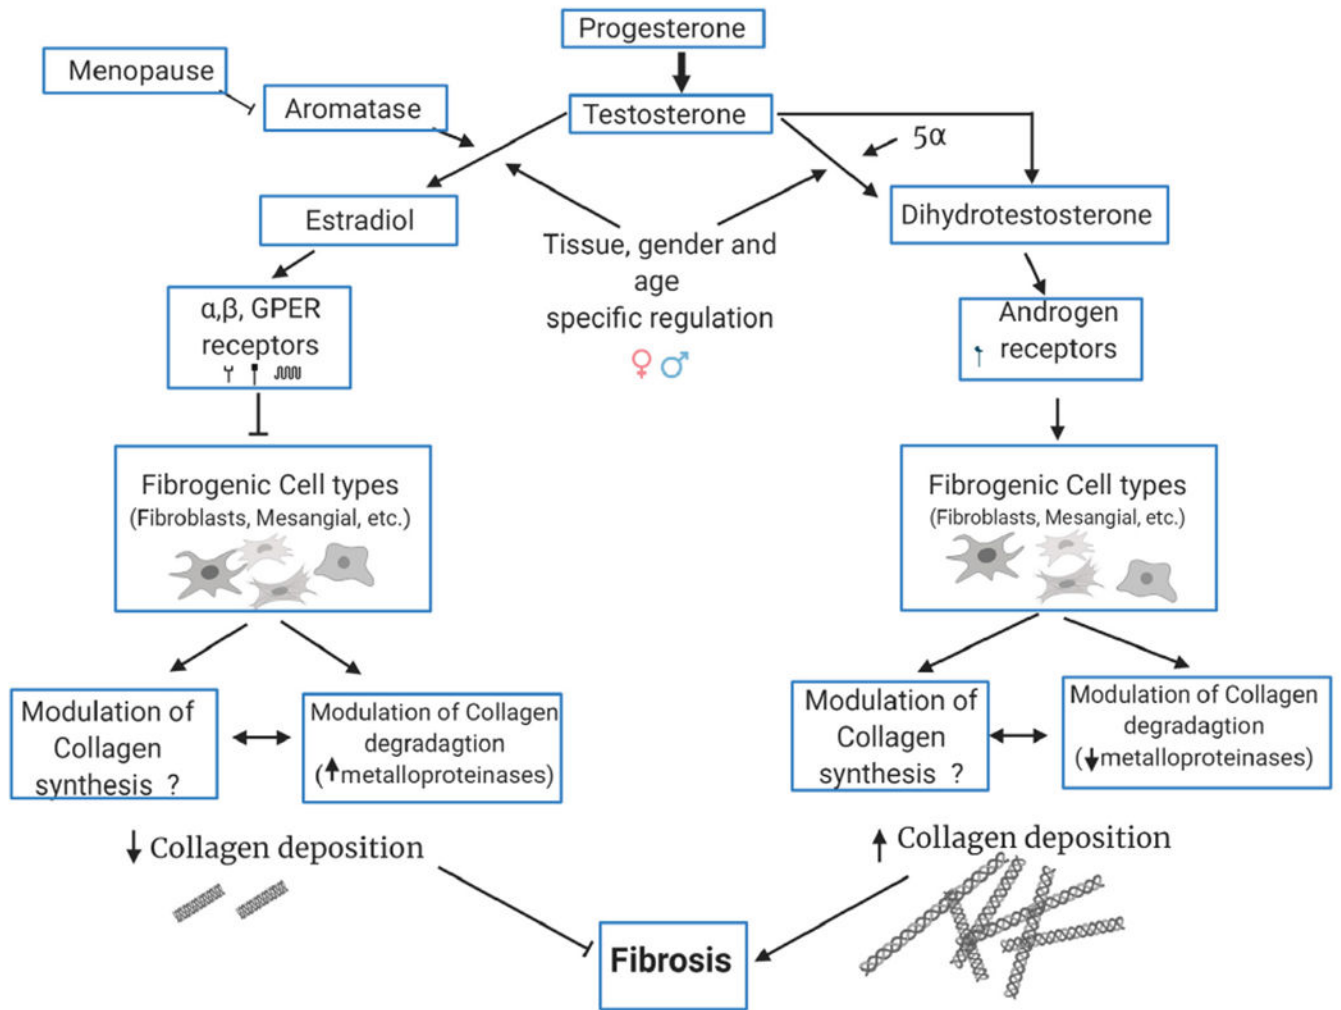 Progesterone
Menopause
Aromatase
Testosterone
5α
Estradiol
Dihydrotestosterone
Tissue, gender and
age
specific regulation
α,β, GPER
receptors
Androgen
receptors
Fibrogenic Cell types
(Fibroblasts, Mesangial, etc.)
Fibrogenic Cell types
(Fibroblasts, Mesangial, etc.)
Modulation of
Collagen
synthesis ?
Modulation of Collagen
degradagtion
(↑metalloproteinases)
Modulation of
Collagen
synthesis ?
Modulation of Collagen
degradagtion
(↓metalloproteinases)
↓ Collagen deposition
↑ Collagen deposition
Fibrosis